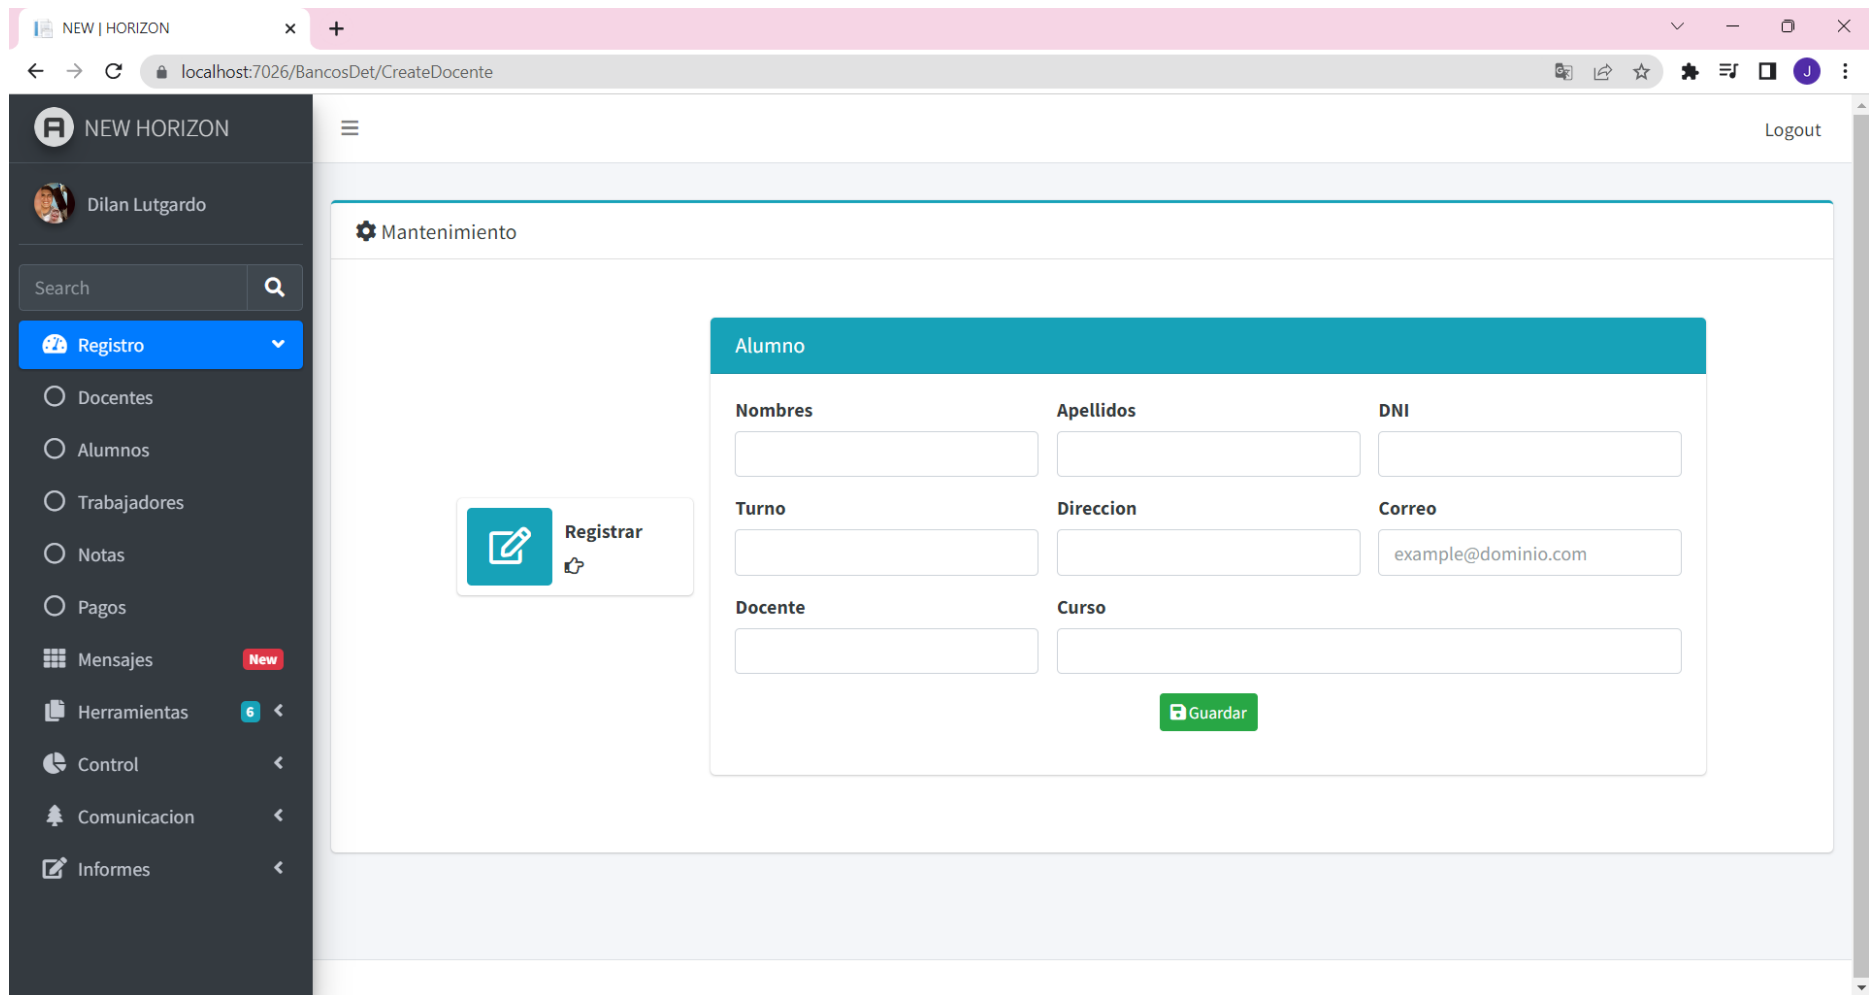 NEW | HORIZON
localhost:7026/BancosDet/CreateDocente
J
NEW HORIZON
Logout
Dilan Lutgardo
Mantenimiento
Search
Registro
Docentes
Alumnos
Trabajadores
Notas
Pagos
Mensajes New
Herramientas 6
Control
Comunicacion
Informes
Registrar
Alumno
Nombres Apellidos DNI
Turno Direccion Correo
example@dominio.com
Docente Curso
Guardar